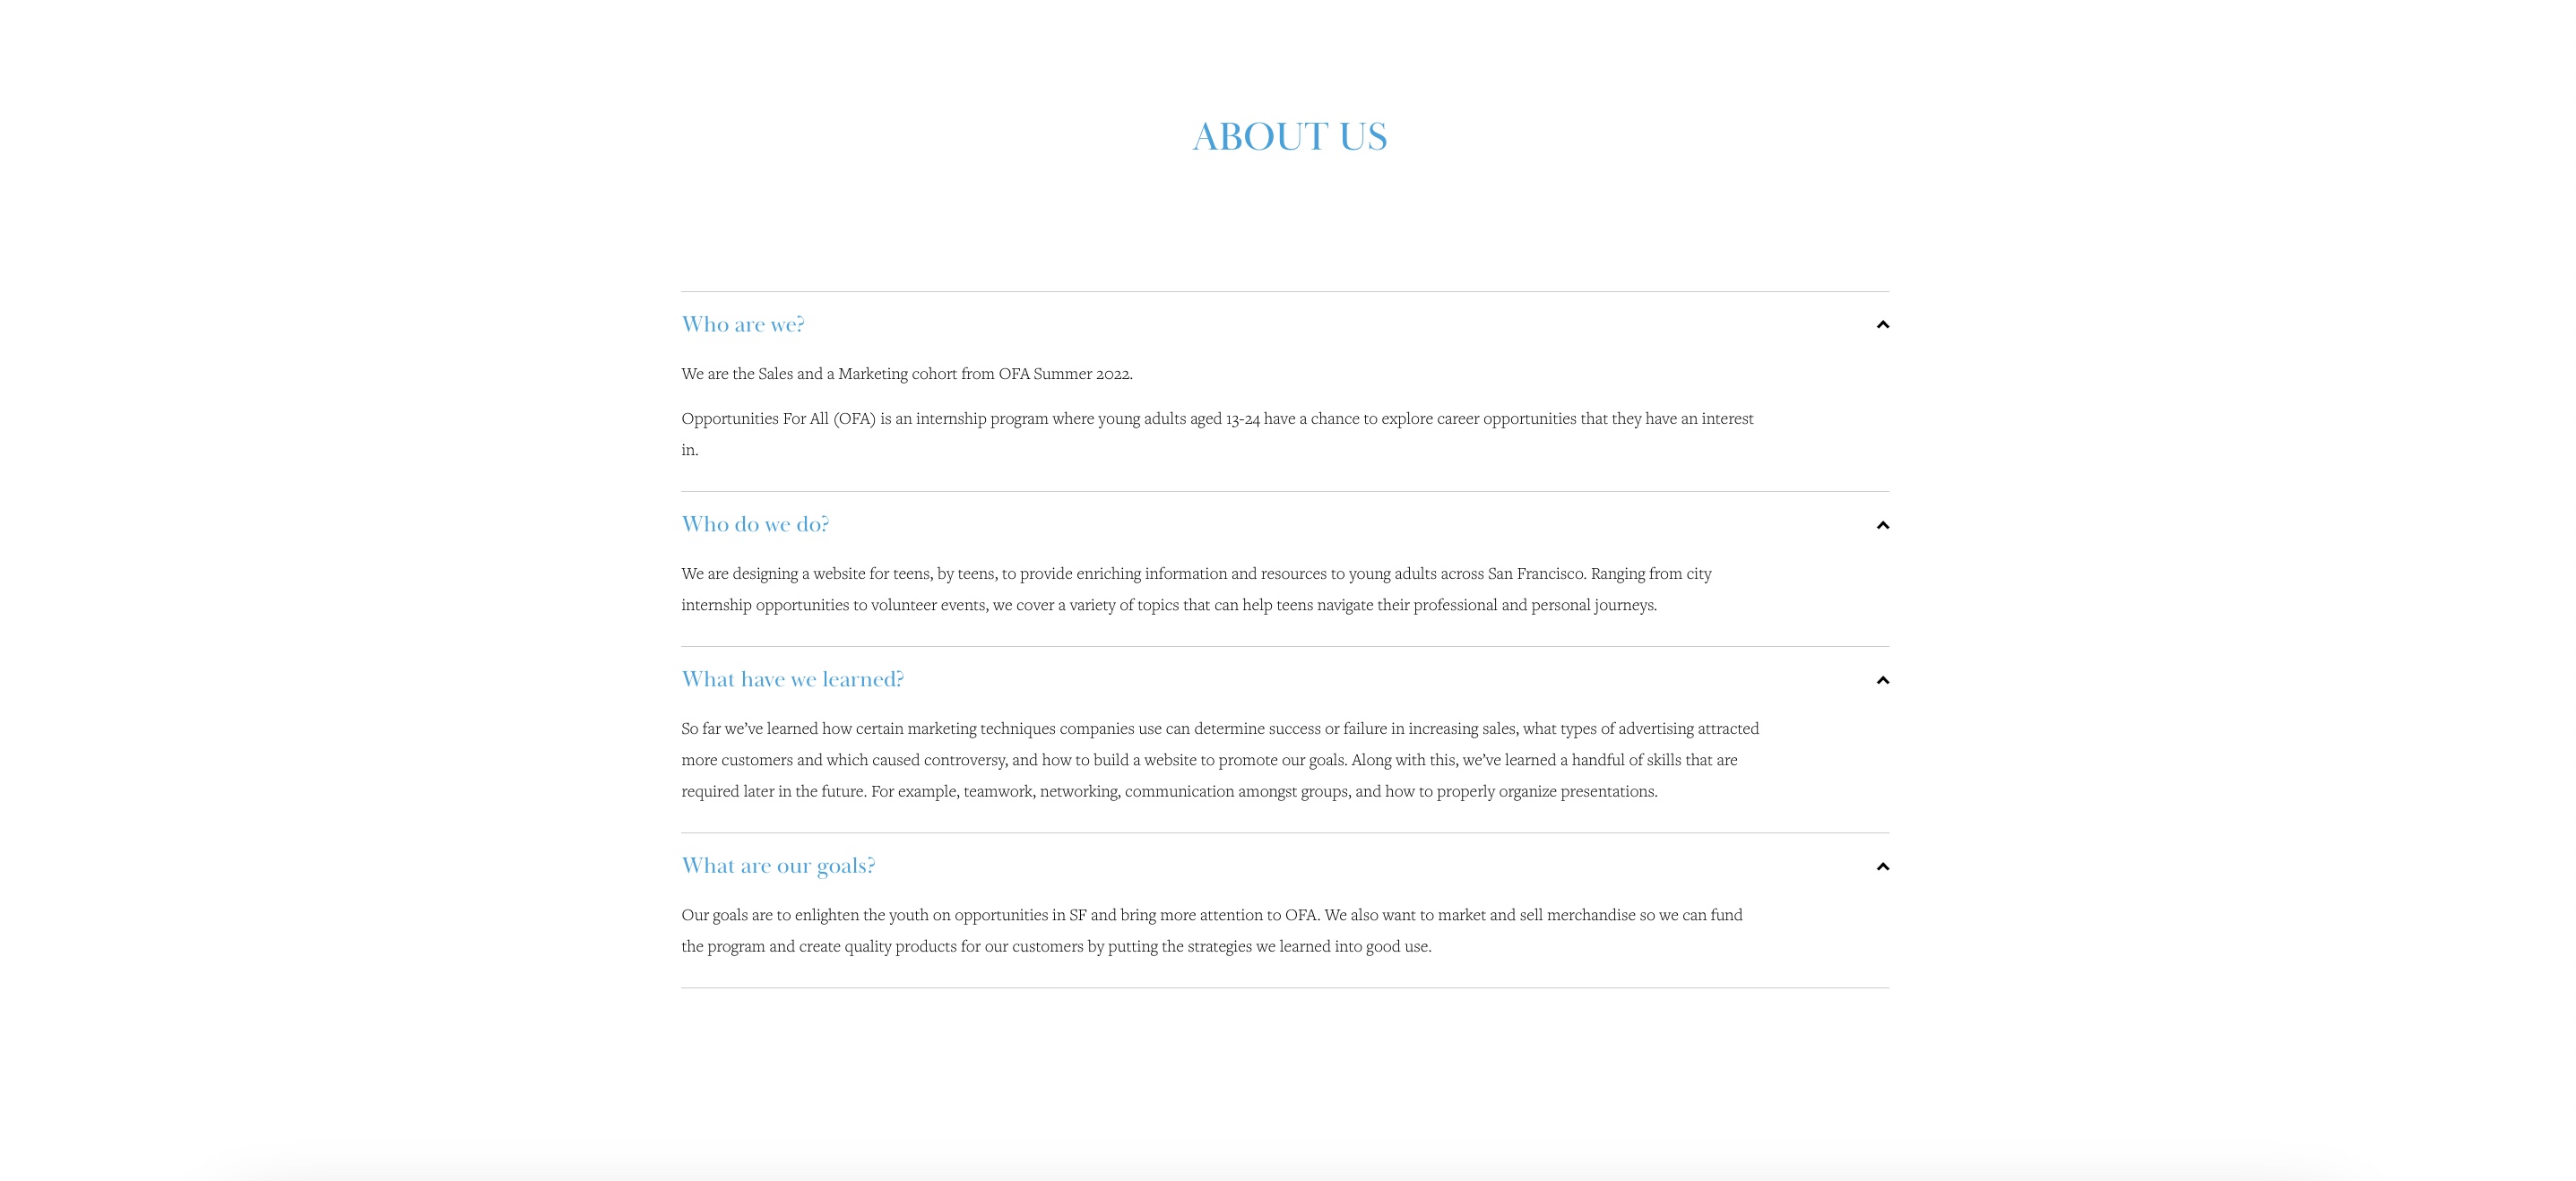 ABOUT US
Who are we?
We are the Sales and a Marketing cohort from OFA Summer 2022.
Opportunities For All (OFA) is an internship program where young adults aged 13-24 have a chance to explore career opportunities that they have an interest
in.
Who do we do?
We are designing a website for teens, by teens, to provide enriching information and resources to young adults across San Francisco. Ranging from city
internship opportunities to volunteer events, we cover a variety of topics that can help teens navigate their professional and personal journeys.
What have we learned?
So far we’ve learned how certain marketing techniques companies use can determine success or failure in increasing sales, what types of advertising attracted
more customers and which caused controversy, and how to build a website to promote our goals. Along with this, we’ve learned a handful of skills that are
required later in the future. For example, teamwork, networking, communication amongst groups, and how to properly organize presentations.
What are our goals?
Our goals are to enlighten the youth on opportunities in SF and bring more attention to OFA. We also want to market and sell merchandise so we can fund
the program and create quality products for our customers by putting the strategies we learned into good use.